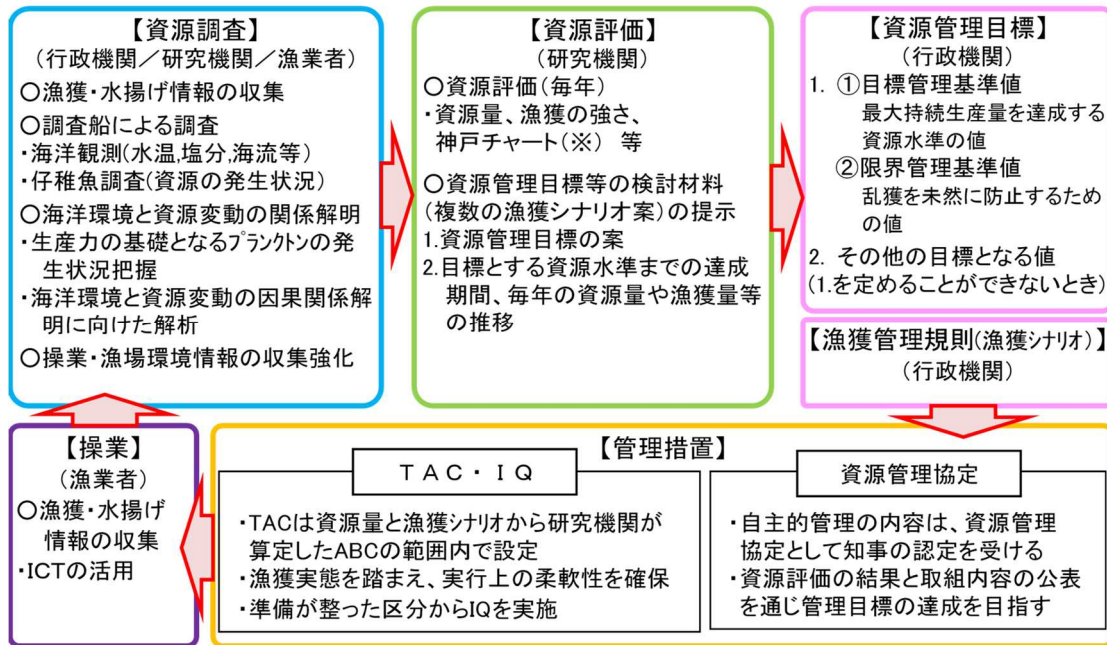 【資源調査】
(行政機関／研究機関／漁業者)
○漁獲・水揚げ情報の収集
○調査船による調査
・海洋観測(水温,塩分,海流等)
・仔稚魚調査(資源の発生状況)
○海洋環境と資源変動の関係解明
・生産力の基礎となるﾌﾟﾗﾝｸﾄﾝの発
生状況把握
・海洋環境と資源変動の因果関係解
明に向けた解析
○操業・漁場環境情報の収集強化
【資源評価】
(研究機関)
○資源評価(毎年)
・資源量、漁獲の強さ、
神戸チャート(※) 等
○資源管理目標等の検討材料
(複数の漁獲シナリオ案)の提示
1.資源管理目標の案
2.目標とする資源水準までの達成
期間、毎年の資源量や漁獲量等
の推移
【資源管理目標】
(行政機関)
1. ①目標管理基準値
最大持続生産量を達成する
資源水準の値
②限界管理基準値
乱獲を未然に防止するため
の値
2. その他の目標となる値
(1.を定めることができないとき)
【漁獲管理規則(漁獲シナリオ)】
(行政機関)
【管理措置】
ＴＡＣ・ＩＱ
・TACは資源量と漁獲シナリオから研究機関が
算定したABCの範囲内で設定
・漁獲実態を踏まえ、実行上の柔軟性を確保
・準備が整った区分からIQを実施
資源管理協定
・自主的管理の内容は、資源管理
協定として知事の認定を受ける
・資源評価の結果と取組内容の公表
を通じ管理目標の達成を目指す
【操業】
(漁業者)
○漁獲・水揚げ
情報の収集
・ICTの活用